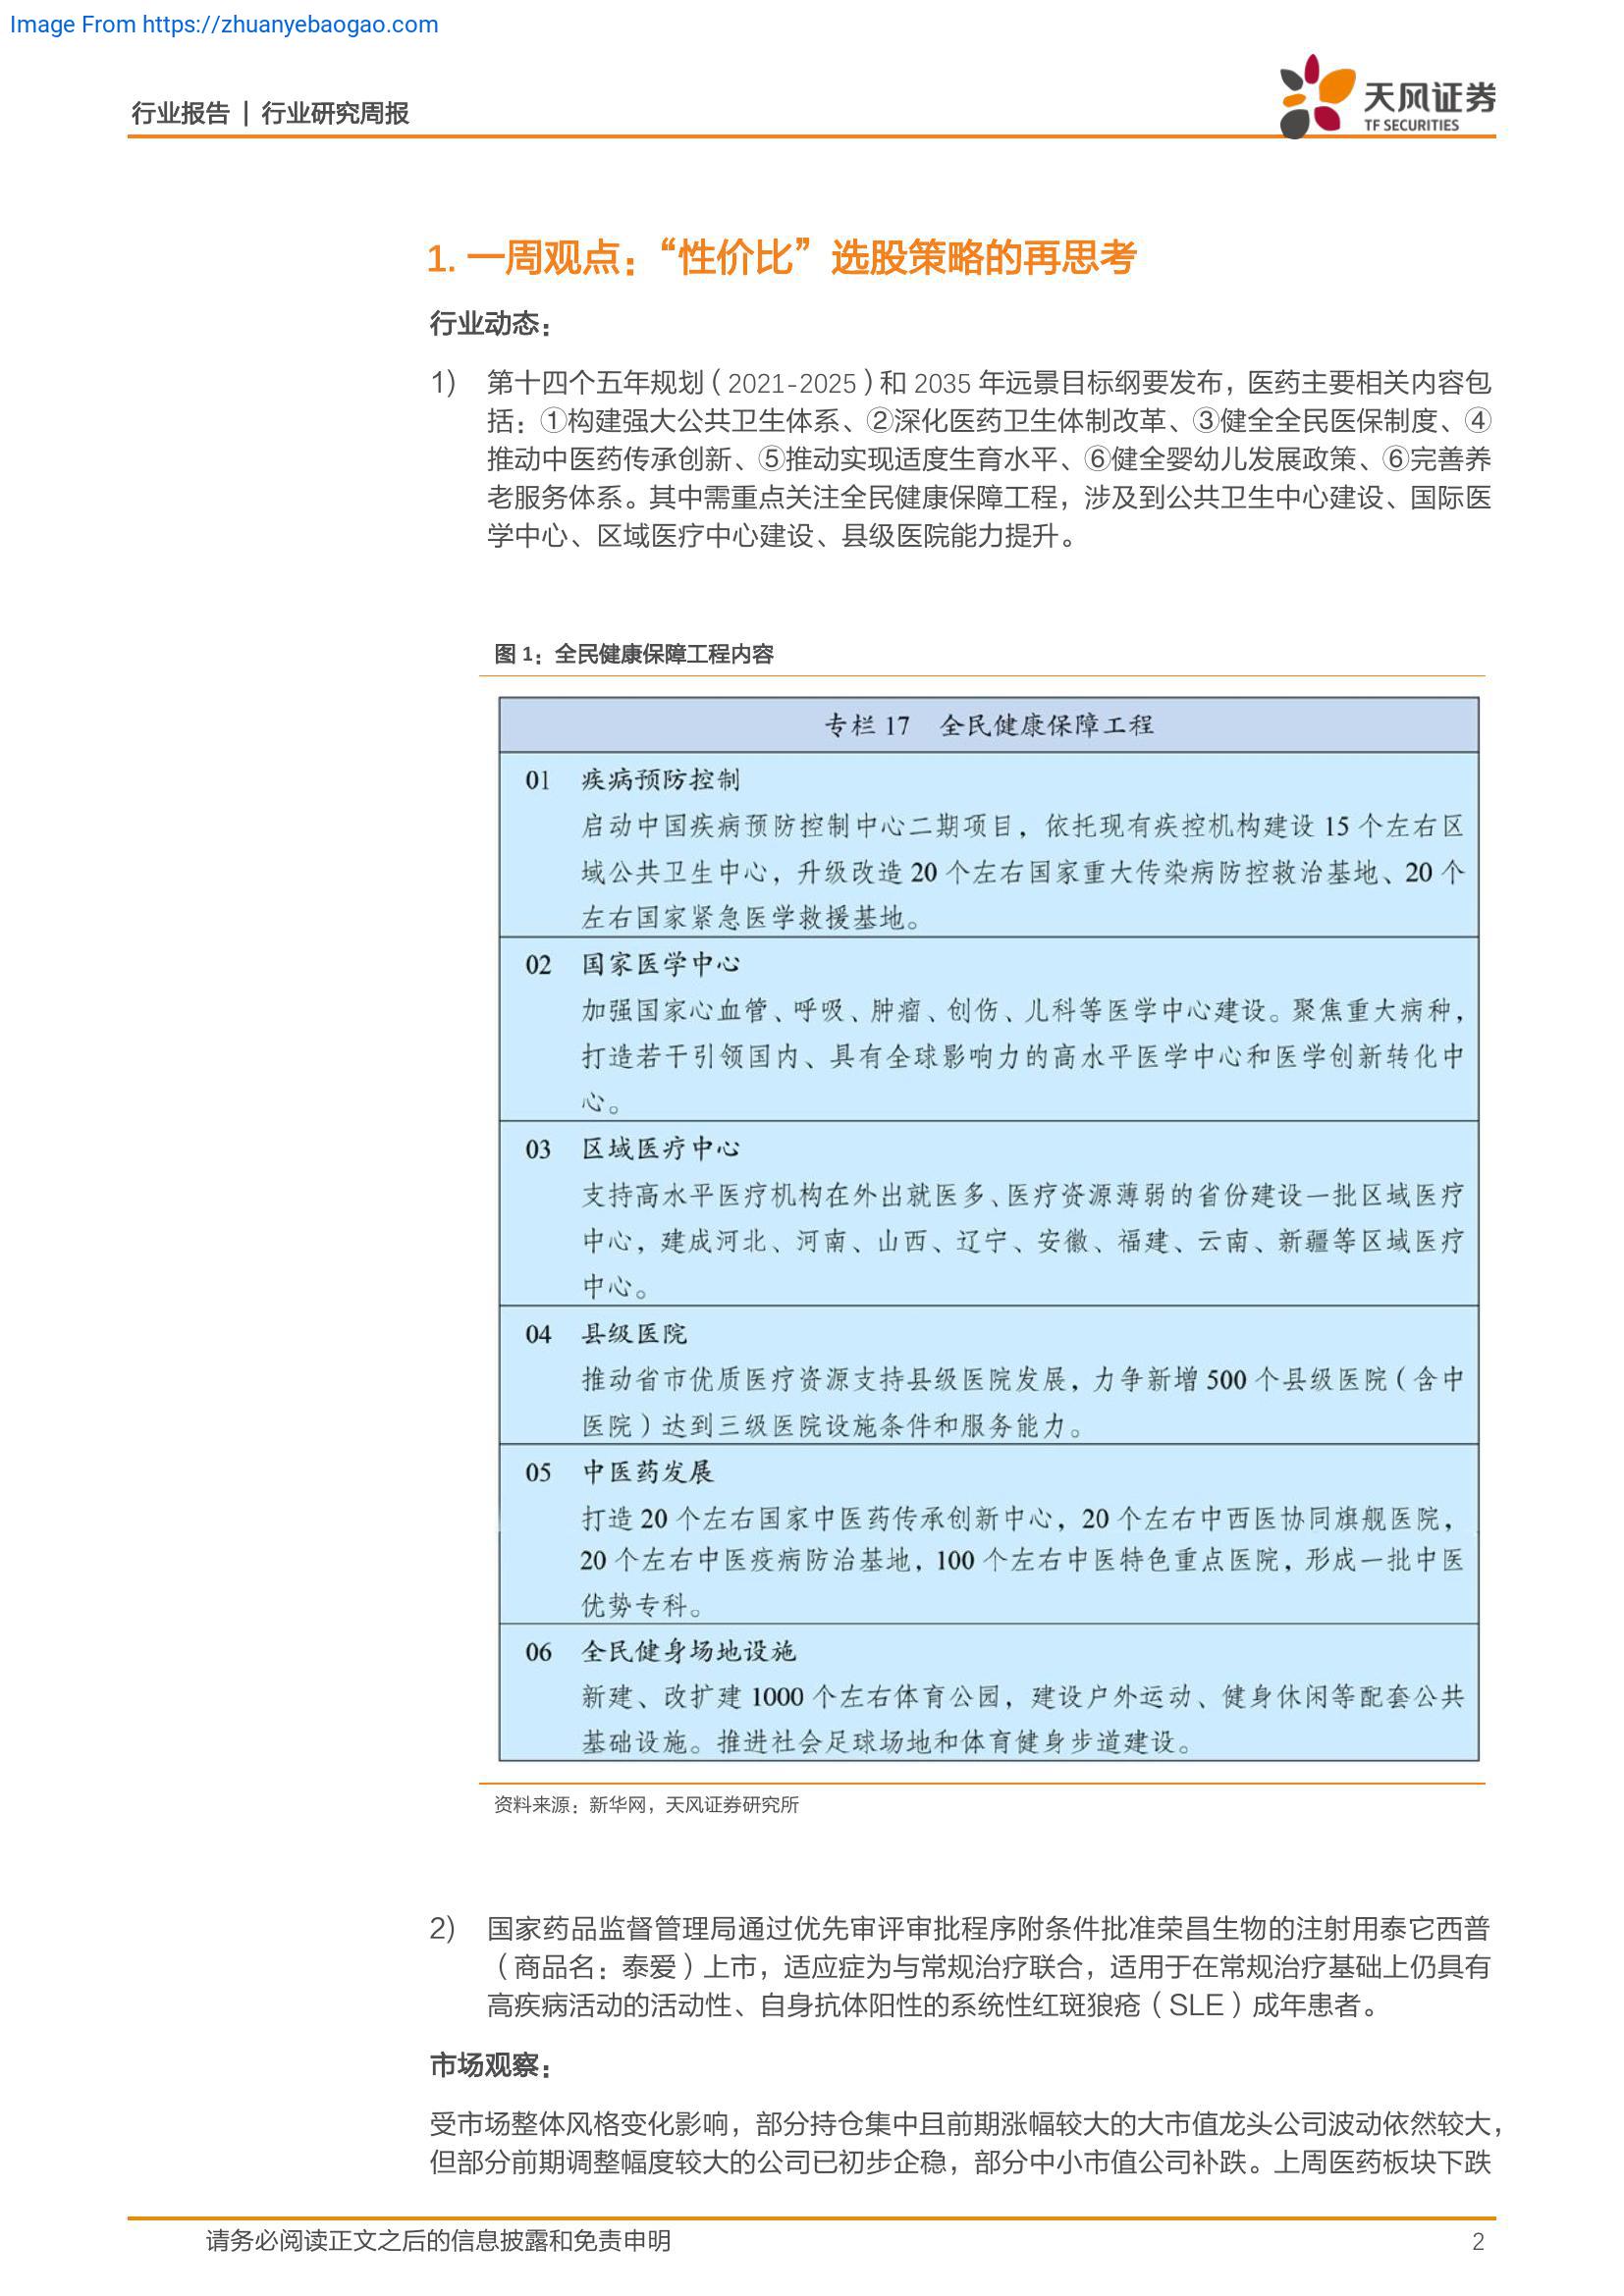 Image From https://zhuanyebaogao.com
行业报告 | 行业研究周报
天风证券
TF SECURITIES
1. 一周观点：“性价比”选股策略的再思考
行业动态：
1) 第十四个五年规划（2021-2025）和 2035 年远景目标纲要发布，医药主要相关内容包
括：①构建强大公共卫生体系、②深化医药卫生体制改革、③健全全民医保制度、④
推动中医药传承创新、⑤推动实现适度生育水平、⑥健全婴幼儿发展政策、⑥完善养
老服务体系。其中需重点关注全民健康保障工程，涉及到公共卫生中心建设、国际医
学中心、区域医疗中心建设、县级医院能力提升。
图 1：全民健康保障工程内容
专栏 17 全民健康保障工程
01 疾病预防控制
启动中国疾病预防控制中心二期项目，依托现有疾控机构建设 15 个左右区
域公共卫生中心，升级改造 20 个左右国家重大传染病防控救治基地、20 个
左右国家紧急医学救援基地。
02 国家医学中心
加强国家心血管、呼吸、肿瘤、创伤、儿科等医学中心建设。聚焦重大病种，
打造若干引领国内、具有全球影响力的高水平医学中心和医学创新转化中
心。
03 区域医疗中心
支持高水平医疗机构在外出就医多、医疗资源薄弱的省份建设一批区域医疗
中心，建成河北、河南、山西、辽宁、安徽、福建、云南、新疆等区域医疗
中心。
04 县级医院
推动省市优质医疗资源支持县级医院发展，力争新增 500 个县级医院（含中
医院）达到三级医院设施条件和服务能力。
05 中医药发展
打造 20 个左右国家中医药传承创新中心，20 个左右中西医协同旗舰医院，
20 个左右中医疫病防治基地，100 个左右中医特色重点医院，形成一批中医
优势专科。
06 全民健身场地设施
新建、改扩建 1000 个左右体育公园，建设户外运动、健身休闲等配套公共
基础设施。推进社会足球场地和体育健身步道建设。
资料来源：新华网，天风证券研究所
2) 国家药品监督管理局通过优先审评审批程序附条件批准荣昌生物的注射用泰它西普
（商品名：泰爱）上市，适应症为与常规治疗联合，适用于在常规治疗基础上仍具有
高疾病活动的活动性、自身抗体阳性的系统性红斑狼疮（SLE）成年患者。
市场观察：
受市场整体风格变化影响，部分持仓集中且前期涨幅较大的大市值龙头公司波动依然较大，
但部分前期调整幅度较大的公司已初步企稳，部分中小市值公司补跌。上周医药板块下跌
请务必阅读正文之后的信息披露和免责申明 2